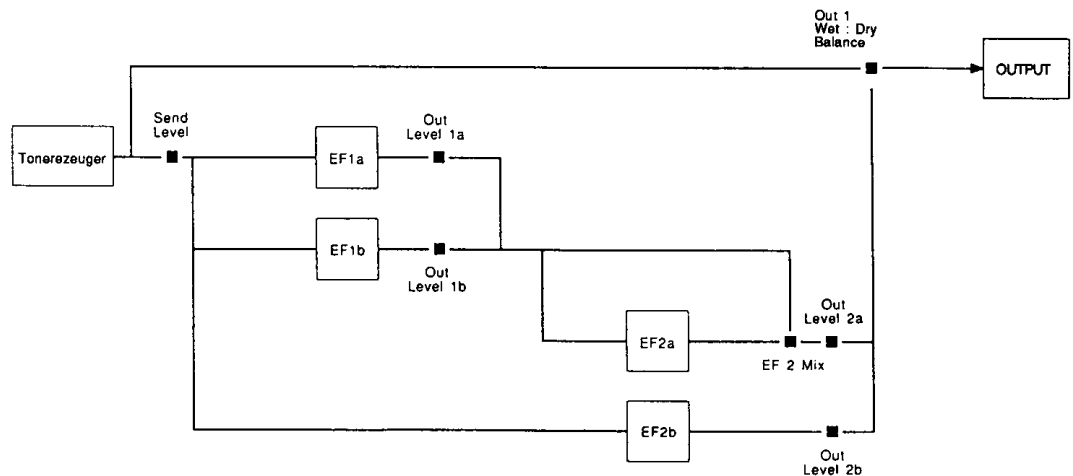 Out 1
Wet : Dry
Balance
OUTPUT
Send
Level
Out
Level 1a
Tonerezeuger
EF1a
EF1b
Out
Level 1b
Out
Level 2a
EF2a
EF 2 Mix
EF2b
Out
Level 2b